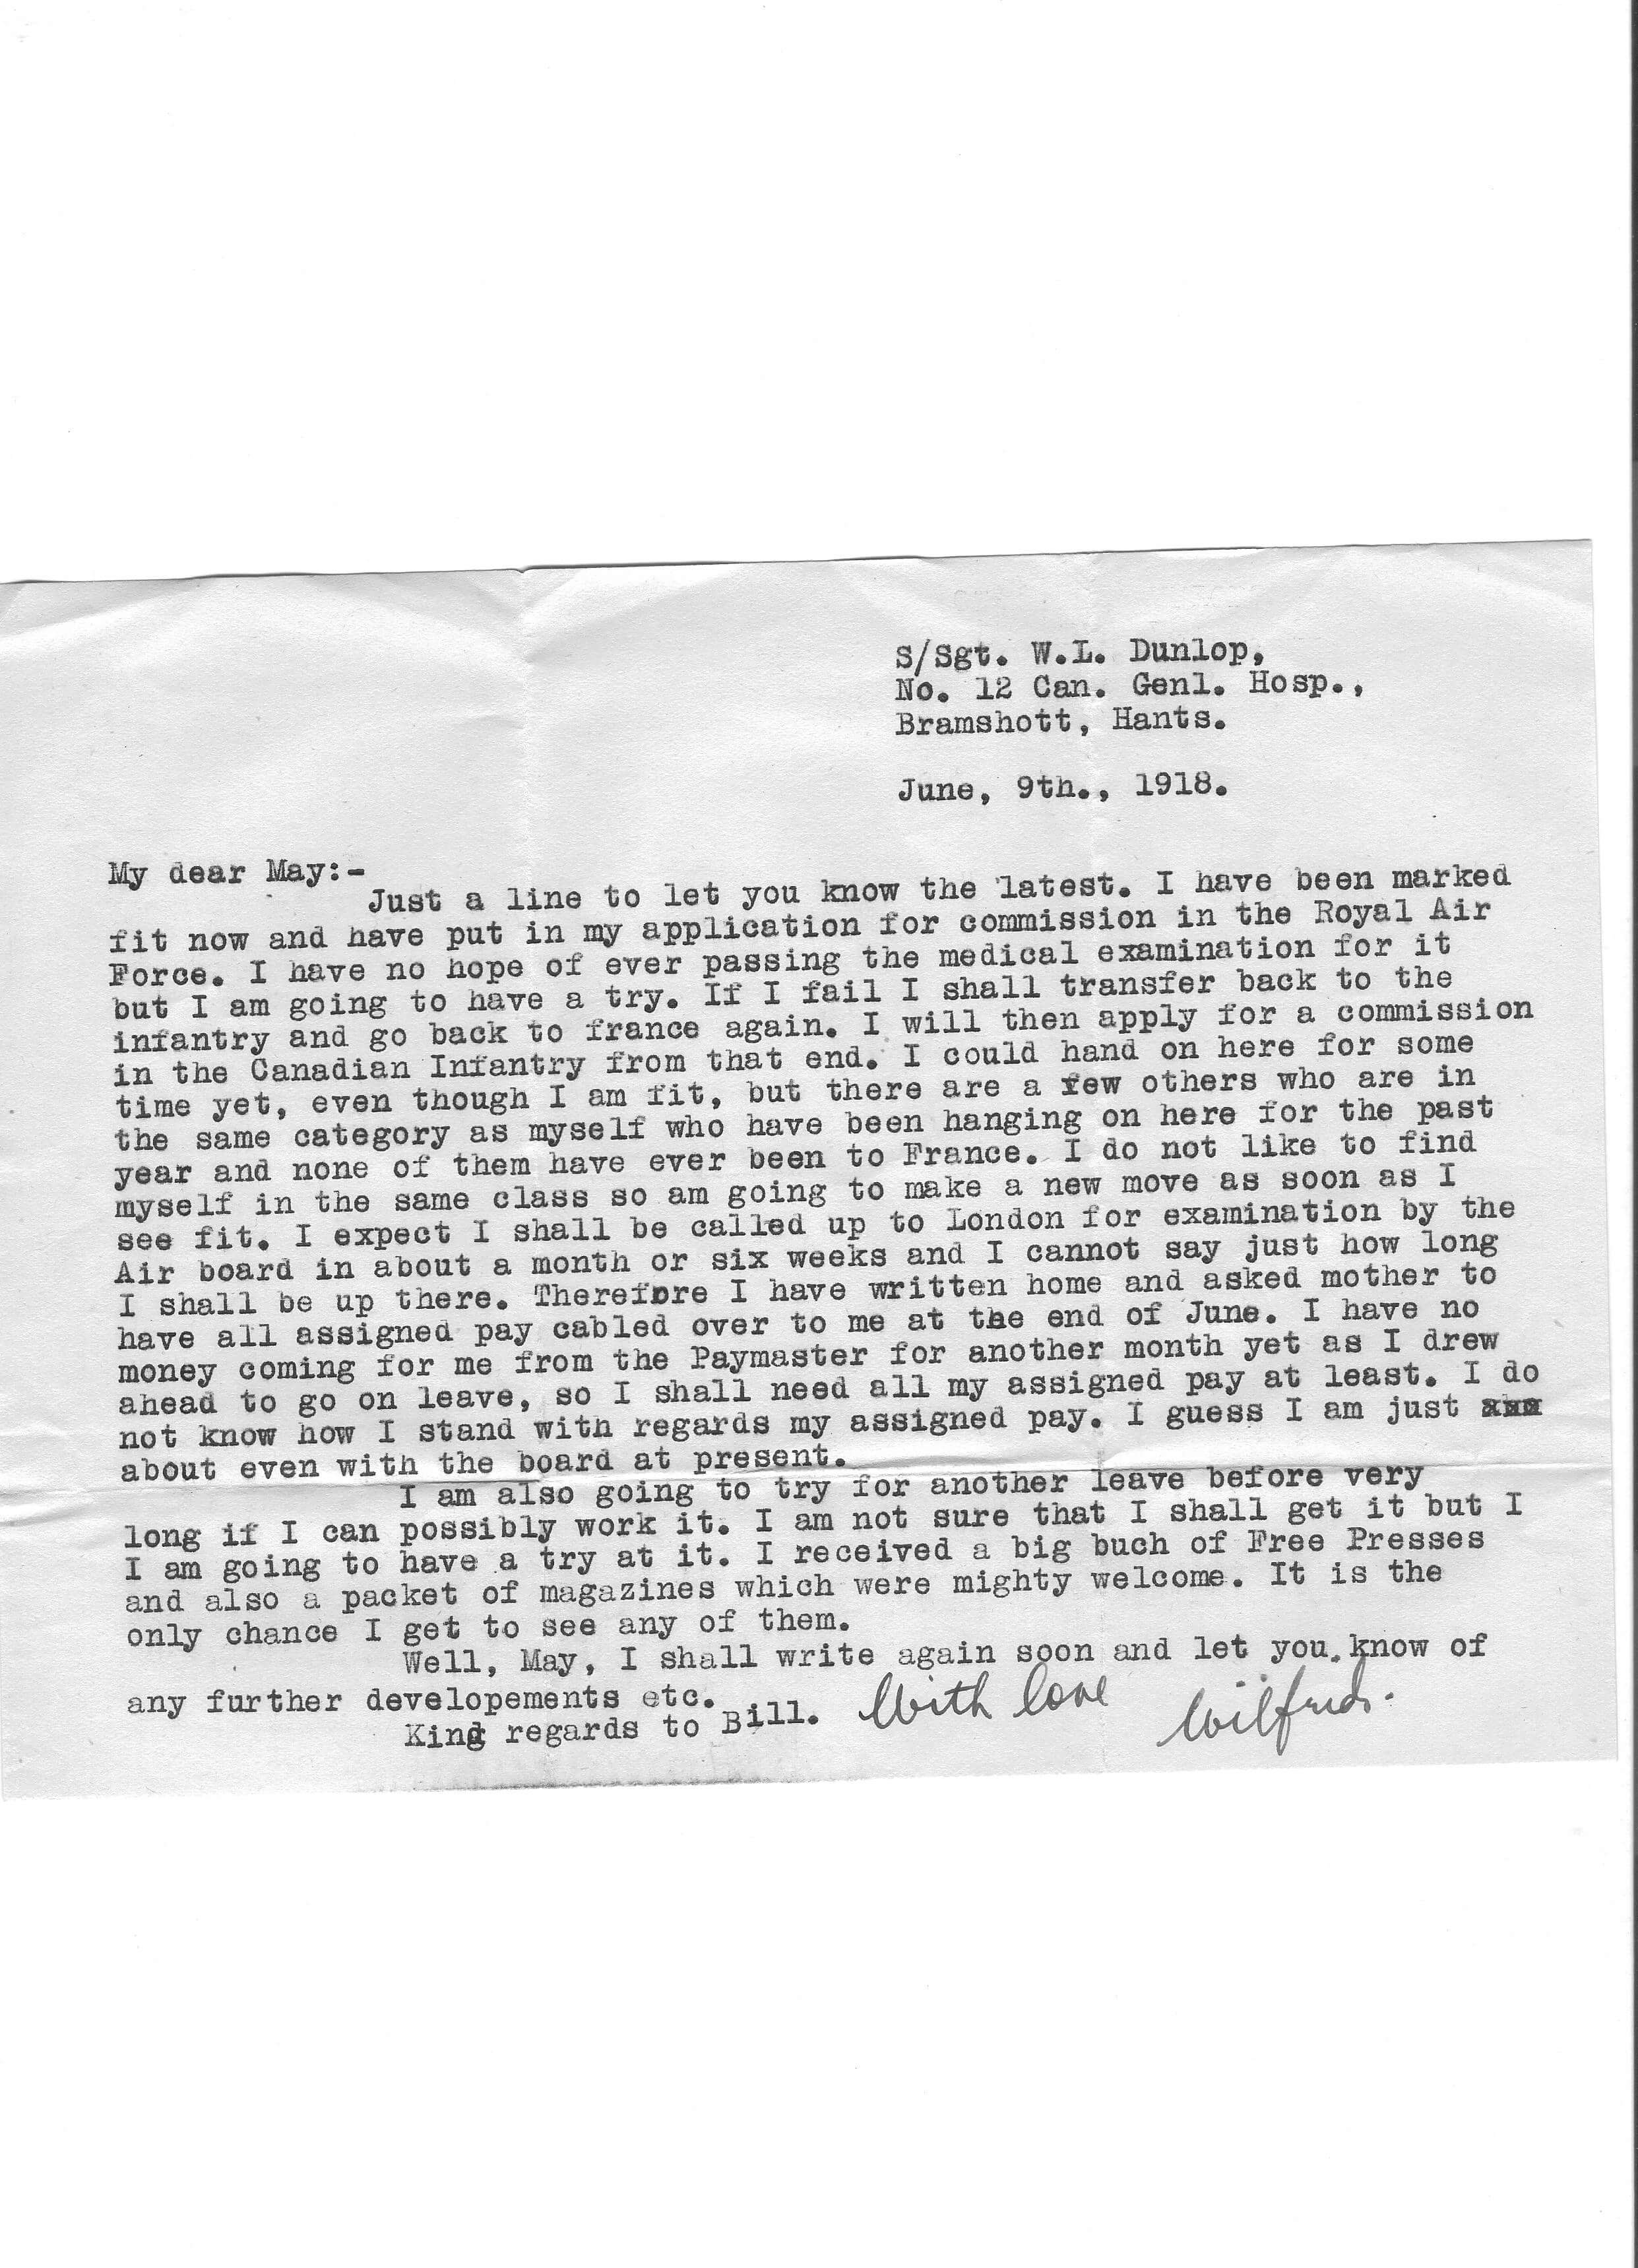 S/Sgt. W.L. Dunlop,
No. 12 Can. Genl. Hosp.,
Bramshott, Hants.
June, 9th., 1918.
My dear May:-
Just a line to let you know the latest. I have been marked
fit now and have put in my application for commission in the Royal Air
Force. I have no hope of ever passing the medical examination for it
but I am going to have a try. If I fail I shall transfer back to the
infantry and go back to france again. I will then apply for a commission
in the Canadian Infantry from that end. I could hand on here for some
time yet, even though I am fit, but there are a few others who are in
the same category as myself who have been hanging on here for the past
year and none of them have ever been to France. I do not like to find
myself in the same class so am going to make a new move as soon as I
see fit. I expect I shall be called up to London for examination by the
Air board in about a month or six weeks and I cannot say just how long
I shall be up there. Therefore I have written home and asked mother to
have all assigned pay cabled over to me at the end of June. I have no
money coming for me from the Paymaster for another month yet as I drew
ahead to go on leave, so I shall need all my assigned pay at least. I do
not know how I stand with regards my assigned pay. I guess I am just
about even with the board at present.
I am also going to try for another leave before very
long if I can possibly work it. I am not sure that I shall get it but I
I am going to have a try at it. I received a big buch of Free Presses
and also a packet of magazines which were mighty welcome. It is the
only chance I get to see any of them.
Well, May, I shall write again soon and let you know of
any further developements etc.
Kind regards to Bill. With love Wilfrid.